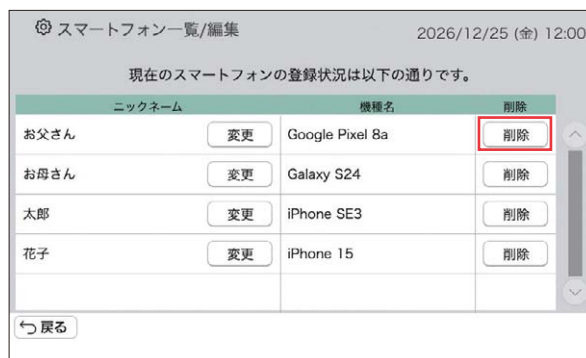 スマートフォン一覧/編集 2026/12/25 (金) 12:00
現在のスマートフォンの登録状況は以下の通りです。
ニックネーム 機種名 削除
お父さん 変更 Google Pixel 8a 削除
お母さん 変更 Galaxy S24 削除
太郎 変更 iPhone SE3 削除
花子 変更 iPhone 15 削除
戻る